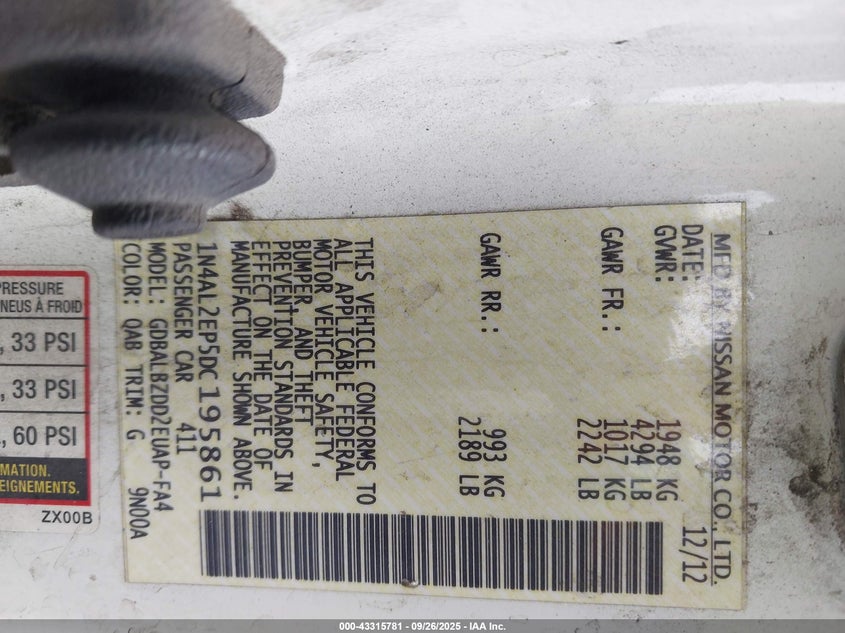 MFD BY NISSAN MOTOR CO., LTD.
DATE: 12/12
GVWR: 1948 KG
4294 LB
GAWR FR.: 1017 KG
2242 LB
GAWR RR.: 993 KG
2189 LB
THIS VEHICLE CONFORMS TO
ALL APPLICABLE FEDERAL
MOTOR VEHICLE SAFETY,
BUMPER, AND THEFT
PREVENTION STANDARDS IN
EFFECT ON THE DATE OF
MANUFACTURE SHOWN ABOVE.
1N4AL2EP5DC195861
PASSENGER CAR 411
MODEL: GDBALBZDD2EUAP-FA4
COLOR: QAB TRIM: G 9N00A
PRESSURE
PNEUS À FROID
, 33 PSI
, 33 PSI
, 60 PSI
ZX00B
000-43315781 - 09/26/2025 - IAA Inc.